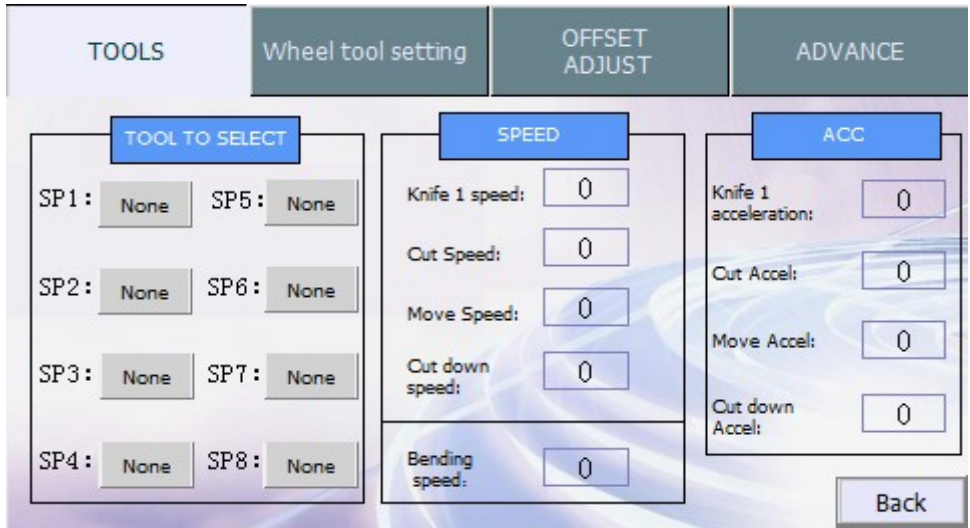 TOOLS
Wheel tool setting
OFFSET
ADJUST
ADVANCE
TOOL TO SELECT
SP1: None SP5: None
SP2: None SP6: None
SP3: None SP7: None
SP4: None SP8: None
SPEED
Knife 1 speed: 0
Cut Speed: 0
Move Speed: 0
Cut down
speed: 0
Bending
speed: 0
ACC
Knife 1
acceleration: 0
Cut Accel: 0
Move Accel: 0
Cut down
Accel: 0
Back